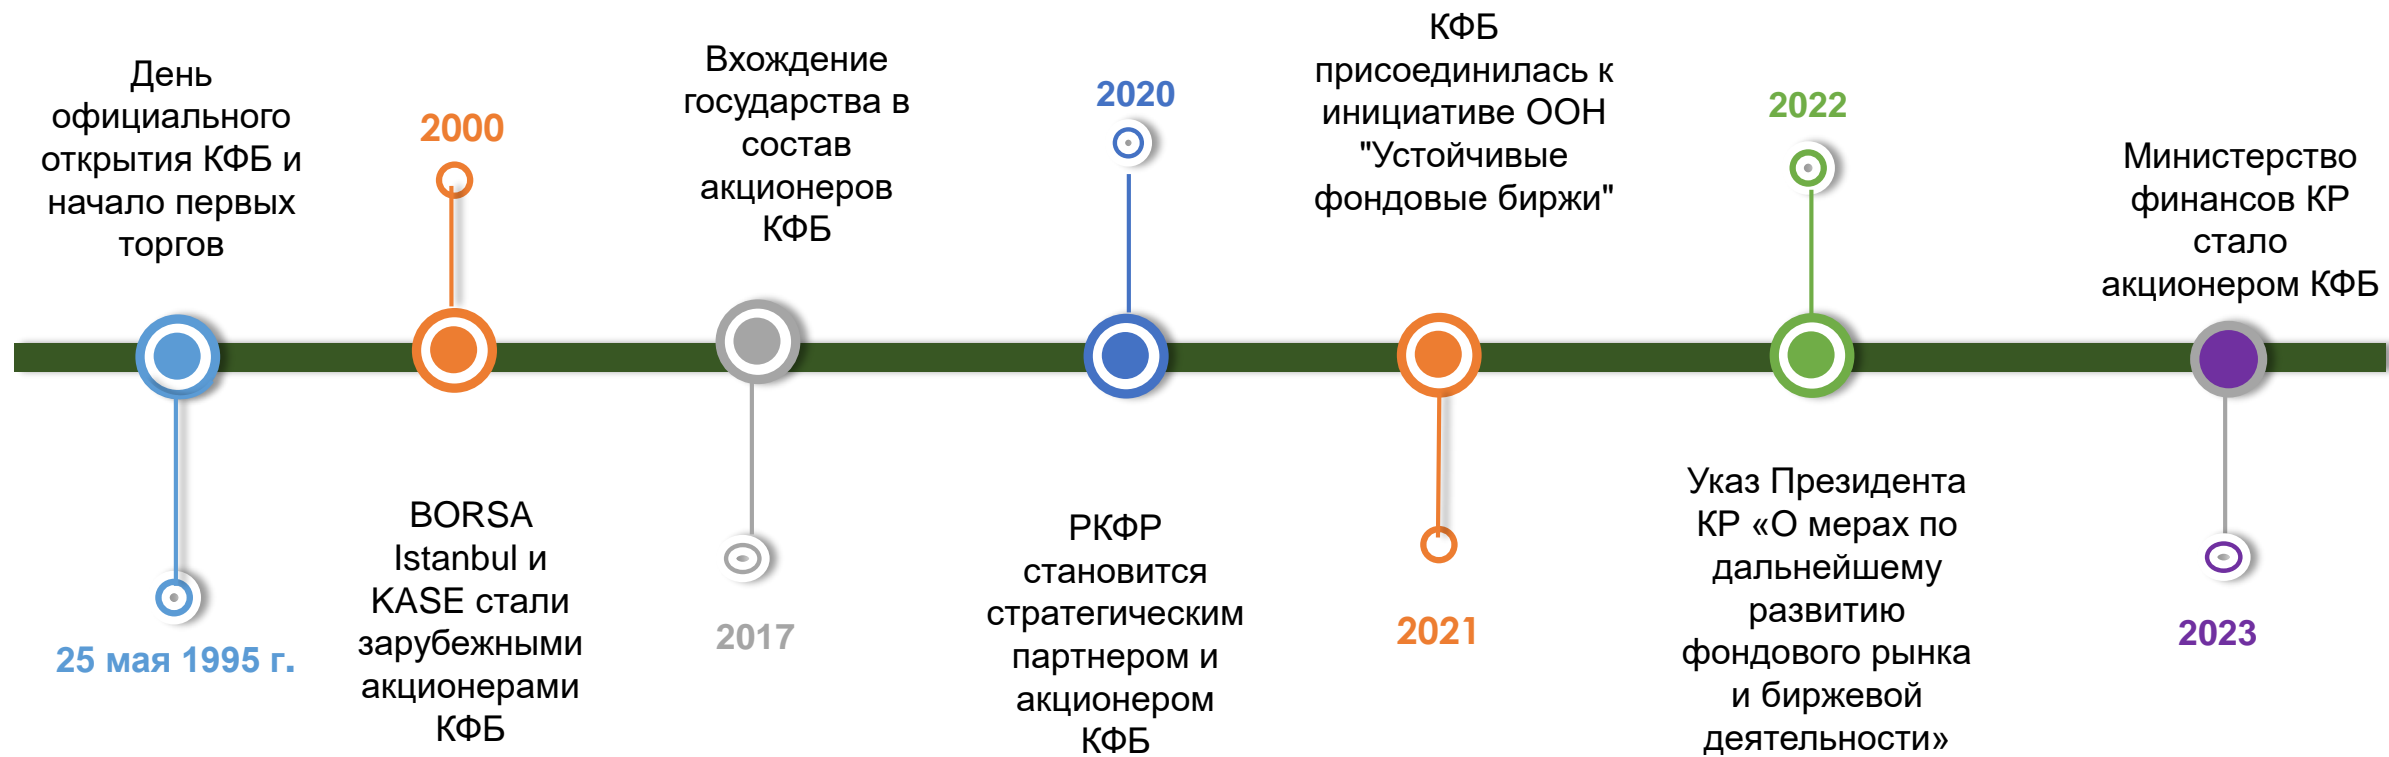 День
официального
открытия КФБ и
начало первых
торгов
25 мая 1995 г.
2000
BORSA
Istanbul и
KASE стали
зарубежными
акционерами
КФБ
Вхождение
государства в
состав
акционеров
КФБ
2017
2020
РКФР
становится
стратегическим
партнером и
акционером
КФБ
КФБ
присоединилась к
инициативе ООН
"Устойчивые
фондовые биржи"
2021
2022
Указ Президента
КР «О мерах по
дальнейшему
развитию
фондового рынка
и биржевой
деятельности»
Министерство
финансов КР
стало
акционером КФБ
2023